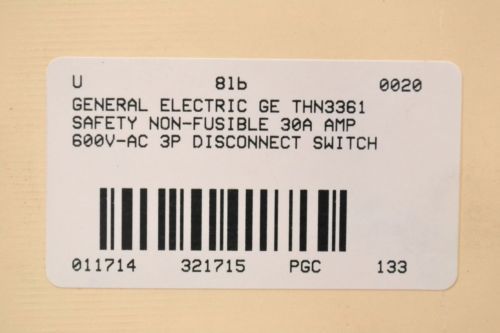 U 8lb 0020
GENERAL ELECTRIC GE THN3361
SAFETY NON-FUSIBLE 30A AMP
600V-AC 3P DISCONNECT SWITCH
011714 321715 PGC 133